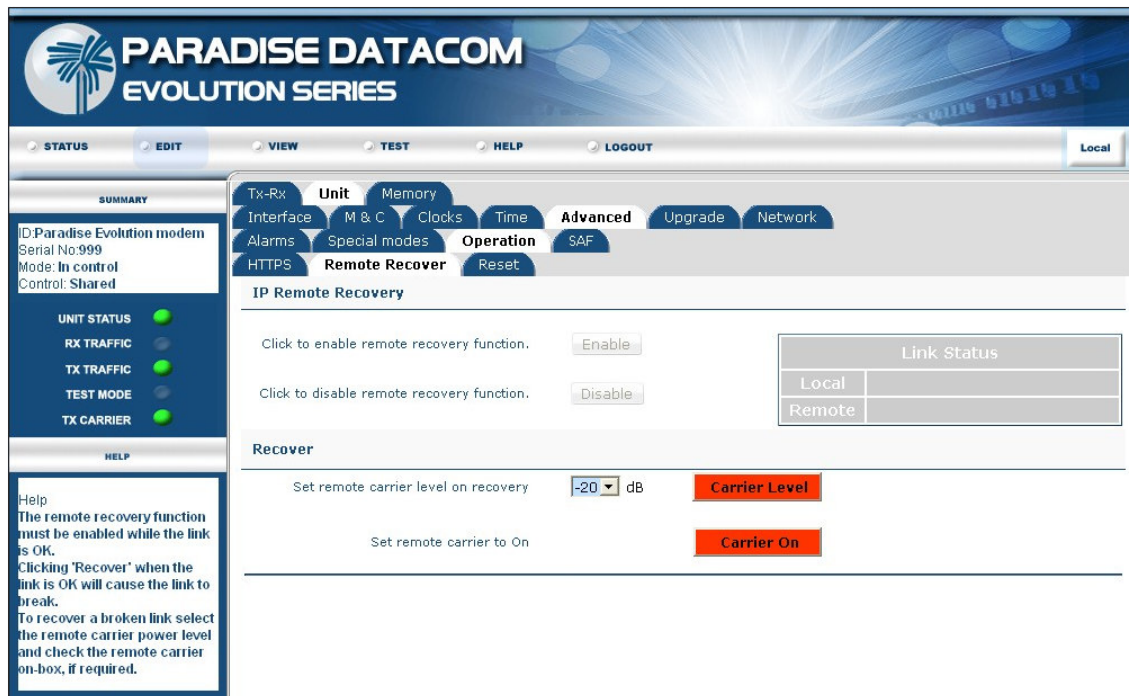 PARADISE DATACOM
EVOLUTION SERIES
STATUS EDIT VIEW TEST HELP LOGOUT Local
SUMMARY
ID:Paradise Evolution modem
Serial No:999
Mode: In control
Control: Shared
UNIT STATUS
RX TRAFFIC
TX TRAFFIC
TEST MODE
TX CARRIER
HELP
Help
The remote recovery function
must be enabled while the link
is OK.
Clicking 'Recover' when the
link is OK will cause the link to
break.
To recover a broken link select
the remote carrier power level
and check the remote carrier
on-box, if required.
Tx-Rx Unit Memory
Interface M & C Clocks Time Advanced Upgrade Network
Alarms Special modes Operation SAF
HTTPS Remote Recover Reset
IP Remote Recovery
Click to enable remote recovery function. Enable
Click to disable remote recovery function. Disable
Link Status
Local
Remote
Recover
Set remote carrier level on recovery -20 dB Carrier Level
Set remote carrier to On Carrier On